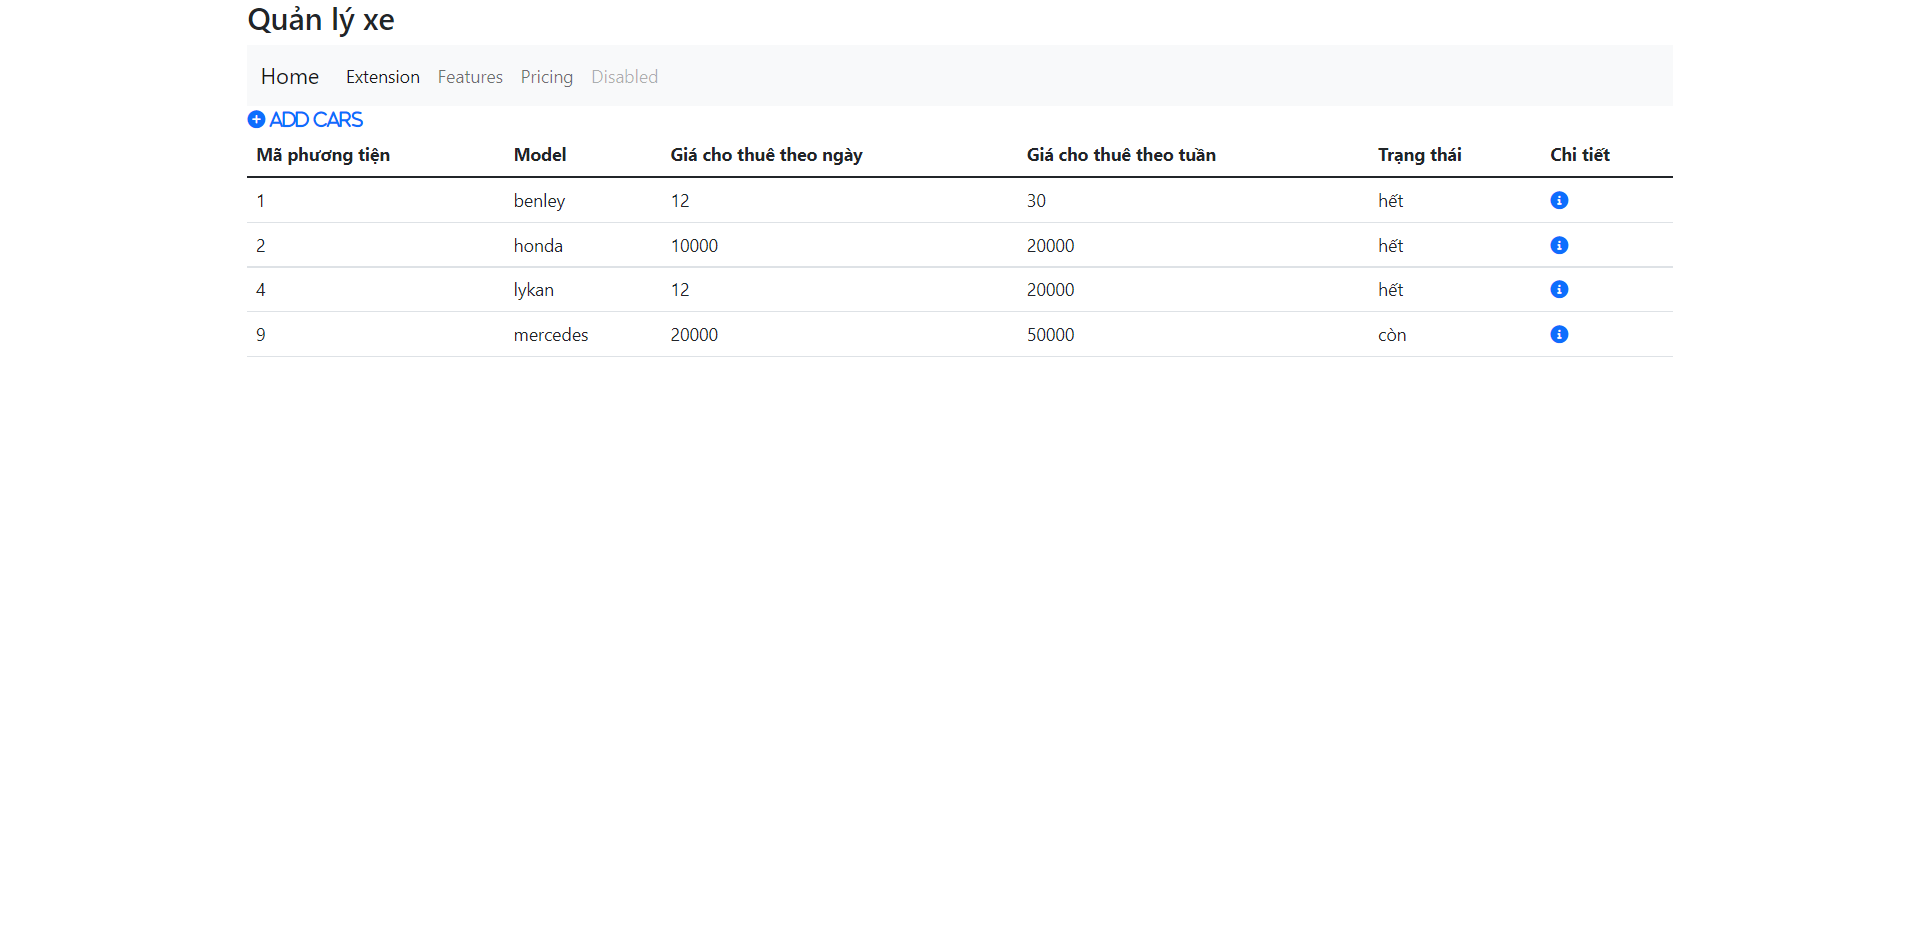 Quản lý xe
Home Extension Features Pricing Disabled
ADD CARS
Mã phương tiện Model Giá cho thuê theo ngày Giá cho thuê theo tuần Trạng thái Chi tiết
1 benley 12 30 hết
2 honda 10000 20000 hết
4 lykan 12 20000 hết
9 mercedes 20000 50000 còn